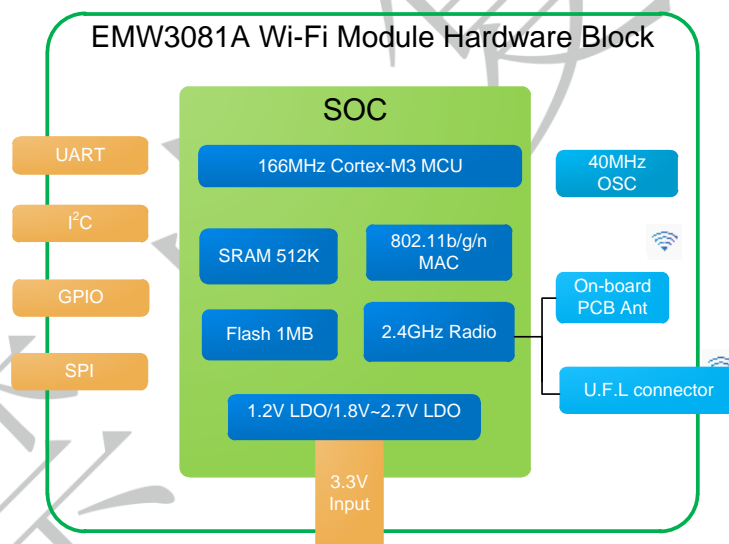 EMW3081A Wi-Fi Module Hardware Block
SOC
UART
I²C
GPIO
SPI
166MHz Cortex-M3 MCU
SRAM 512K
802.11b/g/n
MAC
Flash 1MB
2.4GHz Radio
1.2V LDO/1.8V~2.7V LDO
3.3V
Input
40MHz
OSC
On-board
PCB Ant
U.F.L connector